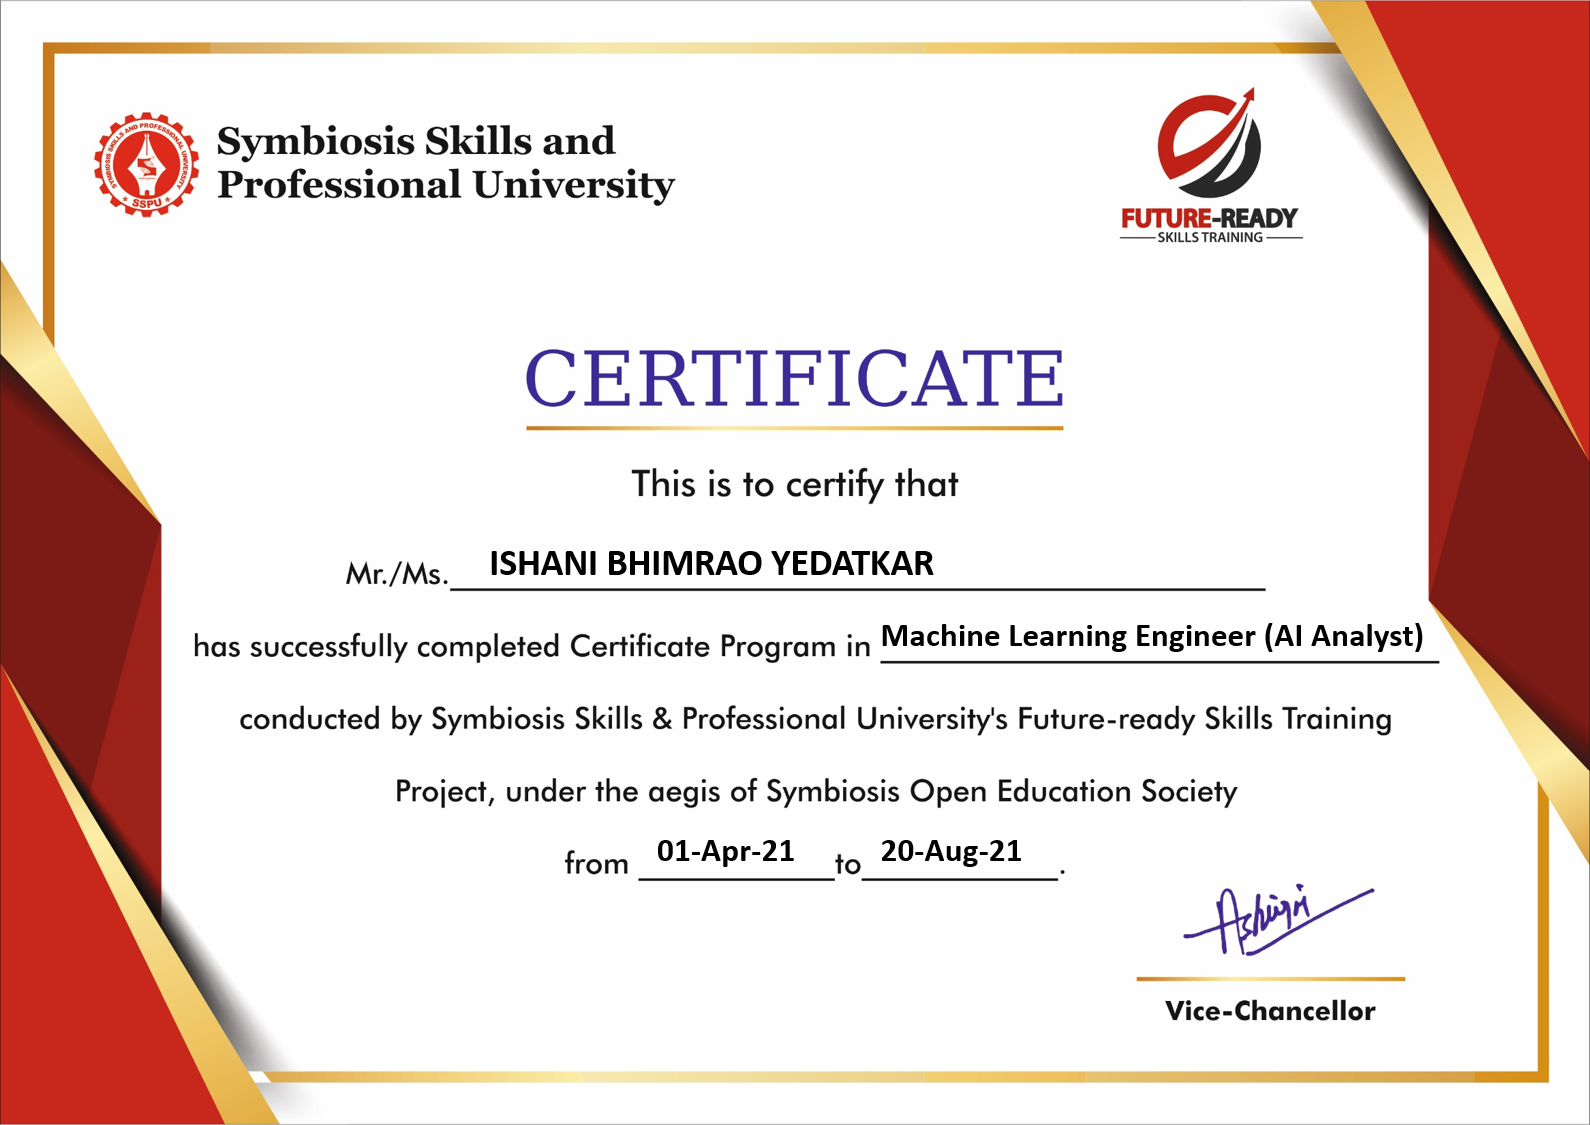 SYMBIOSIS SKILLS AND PROFESSIONAL UNIVERSITY
* SSPU *
Symbiosis Skills and
Professional University
FUTURE-READY
SKILLS TRAINING
CERTIFICATE
This is to certify that
Mr./Ms. ISHANI BHIMRAO YEDATKAR
has successfully completed Certificate Program in Machine Learning Engineer (AI Analyst)
conducted by Symbiosis Skills & Professional University's Future-ready Skills Training
Project, under the aegis of Symbiosis Open Education Society
from 01-Apr-21 to 20-Aug-21.
Vice-Chancellor